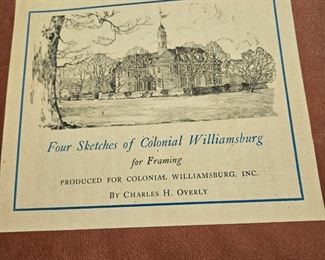 Four Sketches of Colonial Williamsburg
for Framing
PRODUCED FOR COLONIAL WILLIAMSBURG, INC.
BY CHARLES H. OVERLY